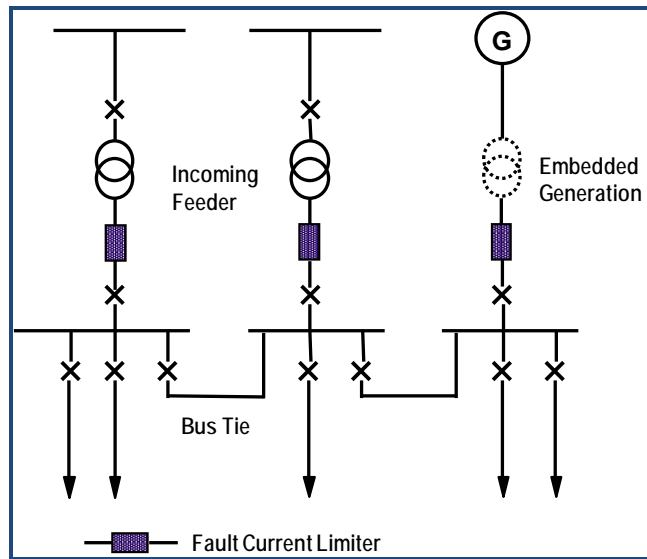 G
Incoming
Feeder
Embedded
Generation
Bus Tie
Fault Current Limiter